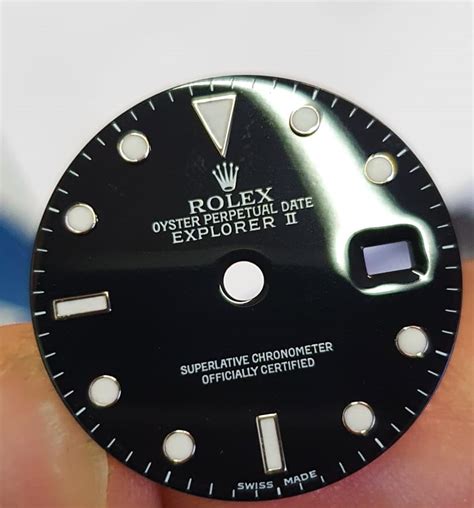 ROLEX
OYSTER PERPETUAL DATE
EXPLORER II
SUPERLATIVE CHRONOMETER
OFFICIALLY CERTIFIED
SWISS MADE